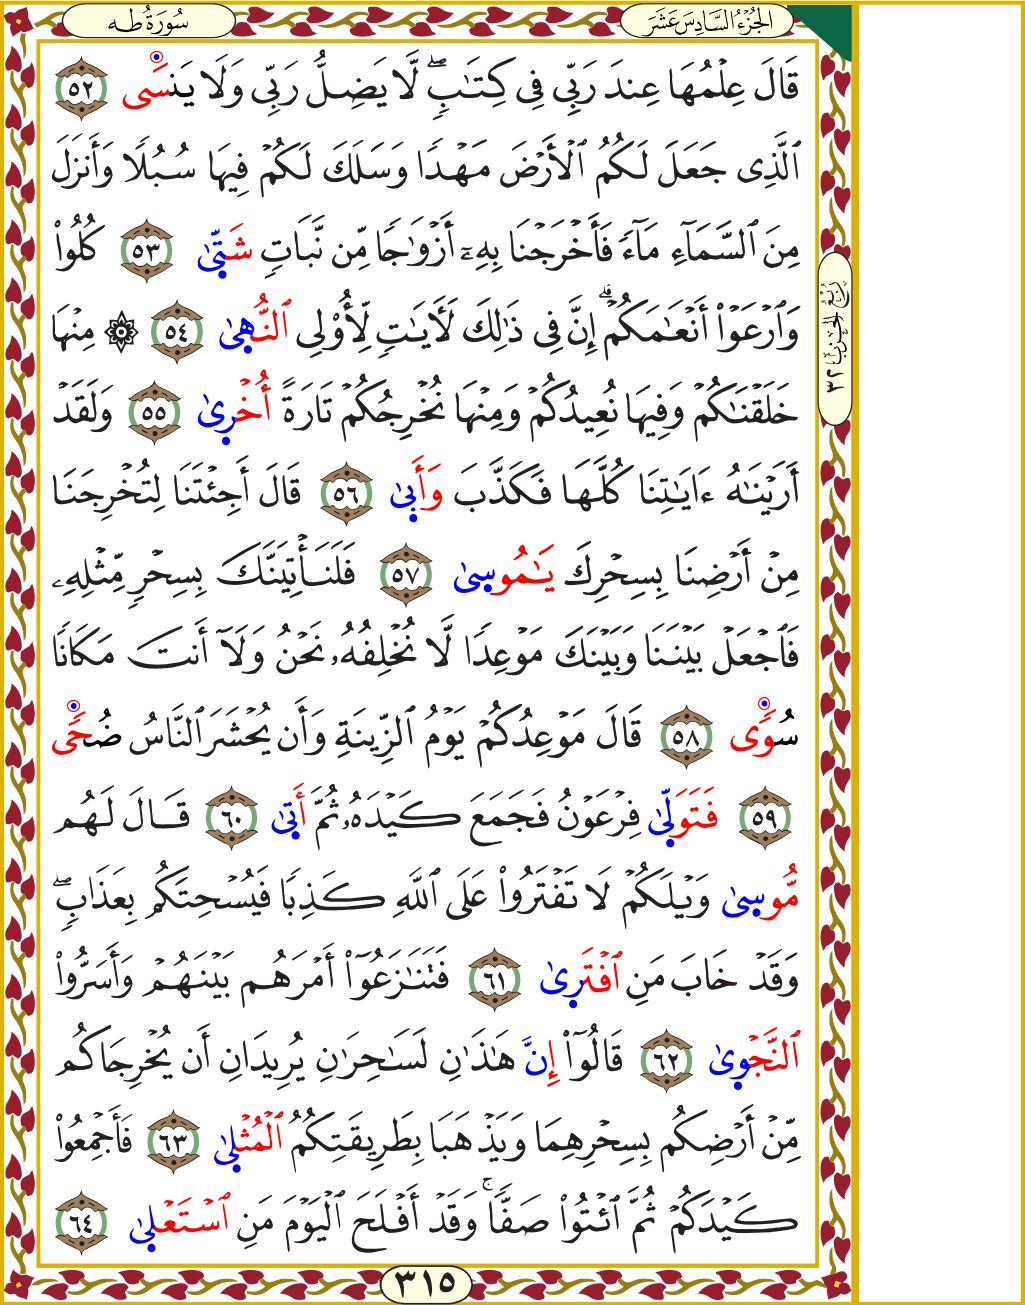 الجُزْءُ السَّادِسَ عَشَرَ
سُورَةُ طه
قَالَ عِلْمُهَا عِندَ رَبِّى فِى كِتَـٰبٍۢ ۖ لَّا يَضِلُّ رَبِّى وَلَا يَنسَى ٥٢
ٱلَّذِى جَعَلَ لَكُمُ ٱلْأَرْضَ مَهْدًا وَسَلَكَ لَكُمْ فِيهَا سُبُلًا وَأَنزَلَ
مِنَ ٱلسَّمَآءِ مَآءً فَأَخْرَجْنَا بِهِۦٓ أَزْوَٰجًا مِّن نَّبَاتٍ شَتَّىٰ ٥٣ كُلُوا۟
وَٱرْعَوْا۟ أَنْعَـٰمَكُمْ ۗ إِنَّ فِى ذَٰلِكَ لَـَٔايَـٰتٍ لِّأُو۟لِى ٱلنُّهَىٰ ٥٤ ۞ مِنْهَا
خَلَقْنَـٰكُمْ وَفِيهَا نُعِيدُكُمْ وَمِنْهَا نُخْرِجُكُمْ تَارَةً أُخْرَىٰ ٥٥ وَلَقَدْ
أَرَيْنَـٰهُ ءَايَـٰتِنَا كُلَّهَا فَكَذَّبَ وَأَبَىٰ ٥٦ قَالَ أَجِئْتَنَا لِتُخْرِجَنَا
مِنْ أَرْضِنَا بِسِحْرِكَ يَـٰمُوسَىٰ ٥٧ فَلَنَأْتِيَنَّكَ بِسِحْرٍ مِّثْلِهِۦ
فَٱجْعَلْ بَيْنَنَا وَبَيْنَكَ مَوْعِدًا لَّا نُخْلِفُهُۥ نَحْنُ وَلَآ أَنتَ مَكَانًا
سُوًى ٥٨ قَالَ مَوْعِدُكُمْ يَوْمُ ٱلزِّينَةِ وَأَن يُحْشَرَ ٱلنَّاسُ ضُحًى
٥٩ فَتَوَلَّىٰ فِرْعَوْنُ فَجَمَعَ كَيْدَهُۥ ثُمَّ أَتَىٰ ٦٠ قَالَ لَهُم
مُّوسَىٰ وَيْلَكُمْ لَا تَفْتَرُوا۟ عَلَى ٱللَّهِ كَذِبًا فَيُسْحِتَكُم بِعَذَابٍۢ ۖ
وَقَدْ خَابَ مَنِ ٱفْتَرَىٰ ٦١ فَتَنَـٰزَعُوٓا۟ أَمْرَهُم بَيْنَهُمْ وَأَسَرُّوا۟
ٱلنَّجْوَىٰ ٦٢ قَالُوٓا۟ إِنَّ هَـٰذَٰنِ لَسَـٰحِرَٰنِ يُرِيدَانِ أَن يُخْرِجَاكُم
مِّنْ أَرْضِكُم بِسِحْرِهِمَا وَيَذْهَبَا بِطَرِيقَتِكُمُ ٱلْمُثْلَىٰ ٦٣ فَأَجْمِعُوا۟
كَيْدَكُمْ ثُمَّ ٱئْتُوا۟ صَفًّا ۚ وَقَدْ أَفْلَحَ ٱلْيَوْمَ مَنِ ٱسْتَعْلَىٰ ٦٤
رُبْعُ الحِزْبِ ٣٢
٣١٥